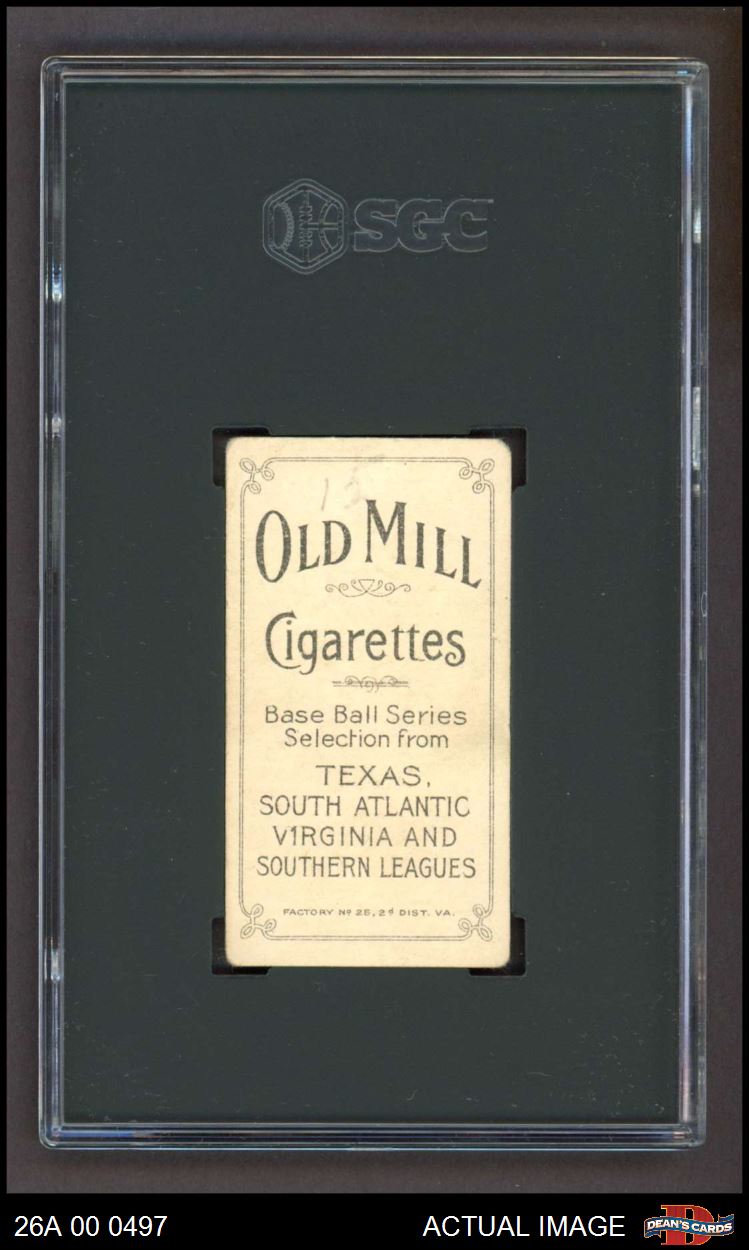 SGC
15
OLD MILL
Cigarettes
Base Ball Series
Selection from
TEXAS,
SOUTH ATLANTIC
V1RGINIA AND
SOUTHERN LEAGUES
FACTORY Nº 25, 2d DIST. VA.
26A 00 0497
ACTUAL IMAGE
DEAN'S CARDS